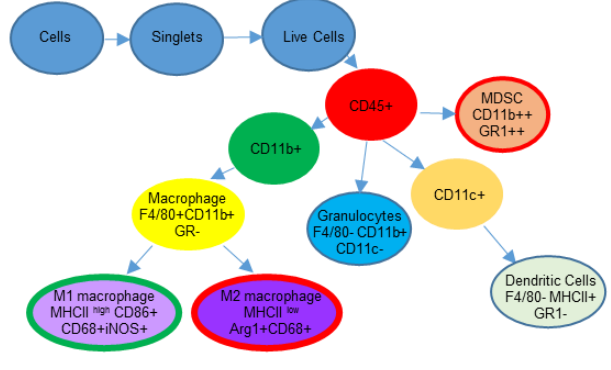 Cells
Singlets
Live Cells
CD45+
MDSC
CD11b++
GR1++
CD11b+
Macrophage
F4/80+CD11b+
GR-
Granulocytes
F4/80- CD11b+
CD11c-
CD11c+
M1 macrophage
MHCII high CD86+
CD68+iNOS+
M2 macrophage
MHCII low
Arg1+CD68+
Dendritic Cells
F4/80- MHCII+
GR1-